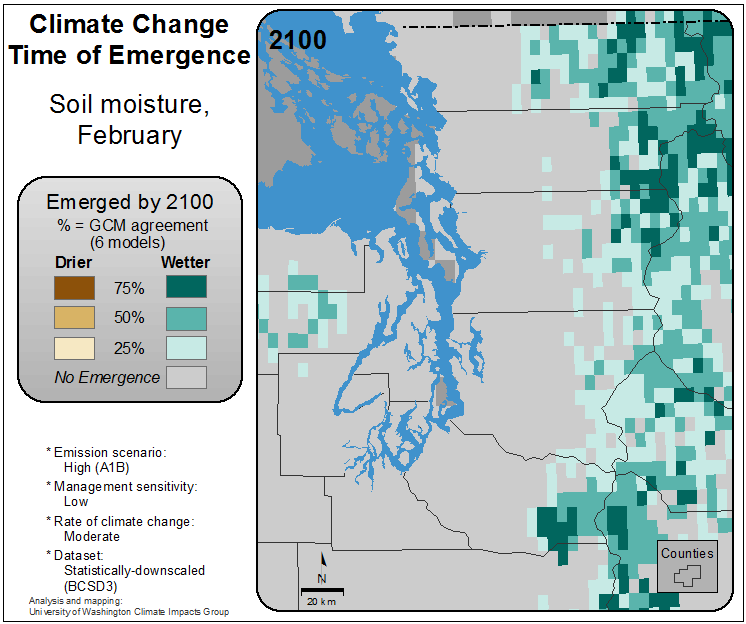 Climate Change
Time of Emergence
Soil moisture,
February
Emerged by 2100
% = GCM agreement
(6 models)
Drier Wetter
75%
50%
25%
No Emergence
* Emission scenario:
High (A1B)
* Management sensitivity:
Low
* Rate of climate change:
Moderate
* Dataset:
Statistically-downscaled
(BCSD3)
Analysis and mapping:
University of Washington Climate Impacts Group
2100
N
20 km
Counties